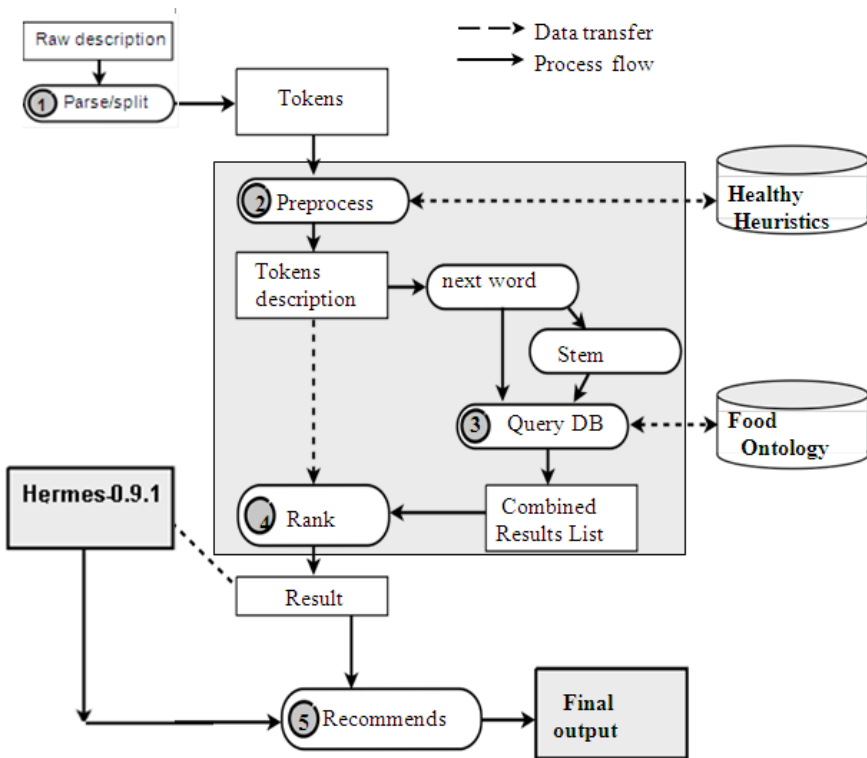 Raw description
Data transfer
Process flow
1 Parse/split
Tokens
2 Preprocess
Healthy
Heuristics
Tokens
description
next word
Stem
3 Query DB
Food
Ontology
Hermes-0.9.1
4 Rank
Combined
Results List
Result
5 Recommends
Final
output